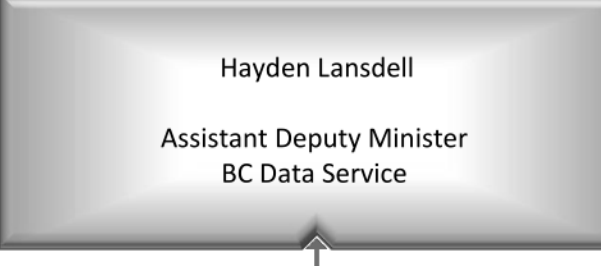 Hayden Lansdell
Assistant Deputy Minister
BC Data Service